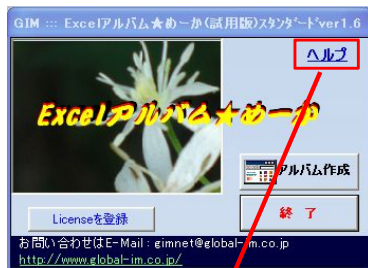 GIM ::: Excelアルバム★めーか(試用版)スタンダードver1.6
ヘルプ
Excelアルバム★めーか
アルバム作成
Licenseを登録
終 了
お問い合わせはE-Mail : gimnet@global-im.co.jp
http://www.global-im.co.jp/